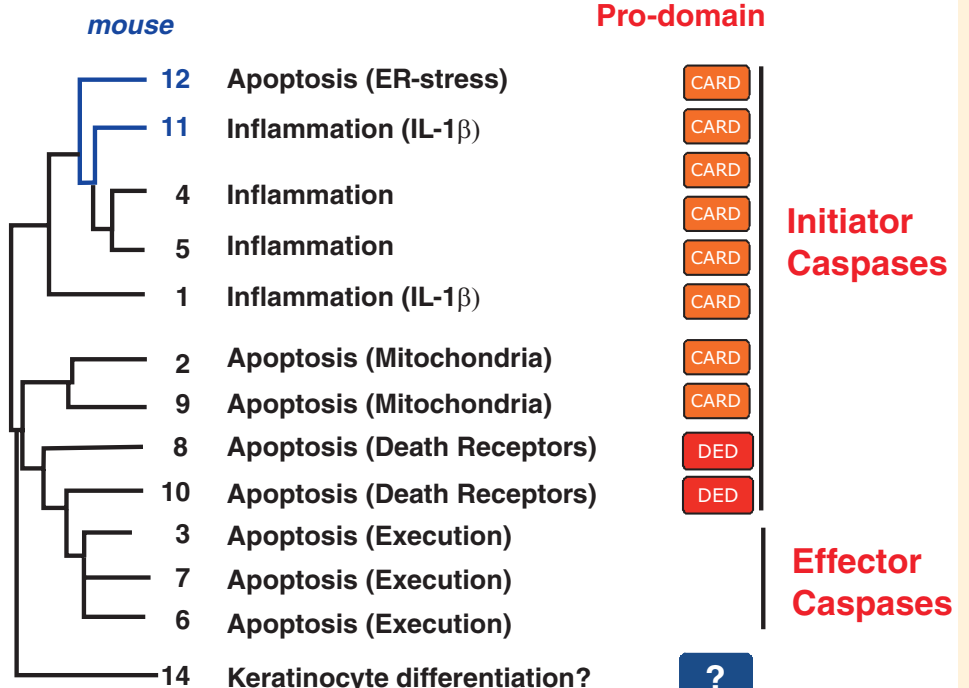 mouse
Pro-domain
12 Apoptosis (ER-stress) CARD
11 Inflammation (IL-1β) CARD
CARD
4 Inflammation
CARD
5 Inflammation CARD
1 Inflammation (IL-1β) CARD
Initiator
Caspases
2 Apoptosis (Mitochondria) CARD
9 Apoptosis (Mitochondria) CARD
8 Apoptosis (Death Receptors) DED
10 Apoptosis (Death Receptors) DED
3 Apoptosis (Execution)
7 Apoptosis (Execution)
6 Apoptosis (Execution)
Effector
Caspases
14 Keratinocyte differentiation? ?